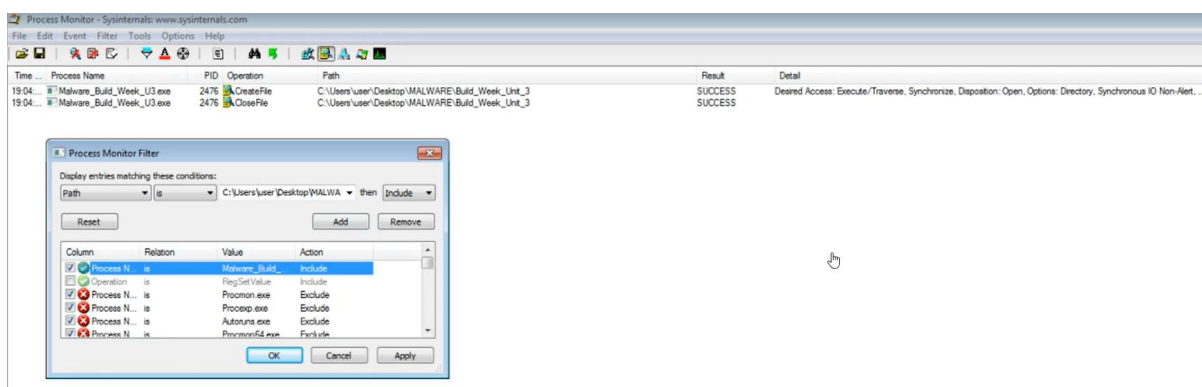 Process Monitor - Sysinternals: www.sysinternals.com
File Edit Event Filter Tools Options Help
Time ... Process Name PID Operation Path Result Detail
19:04:... Malware_Build_Week_U3.exe 2476 CreateFile C:\Users\user\Desktop\MALWARE\Build_Week_Unit_3 SUCCESS Desired Access: Execute/Traverse, Synchronize, Disposition: Open, Options: Directory, Synchronous IO Non-Alert, ...
19:04:... Malware_Build_Week_U3.exe 2476 CloseFile C:\Users\user\Desktop\MALWARE\Build_Week_Unit_3 SUCCESS
Process Monitor Filter
Display entries matching these conditions:
Path is C:\Users\user\Desktop\MALWA then Include
Reset Add Remove
Column Relation Value Action
Process N... is Malware_Build_... Include
Operation is RegSetValue Include
Process N... is Procmon.exe Exclude
Process N... is Procexp.exe Exclude
Process N... is Autoruns.exe Exclude
Process N... is Procmon64.exe Exclude
OK Cancel Apply